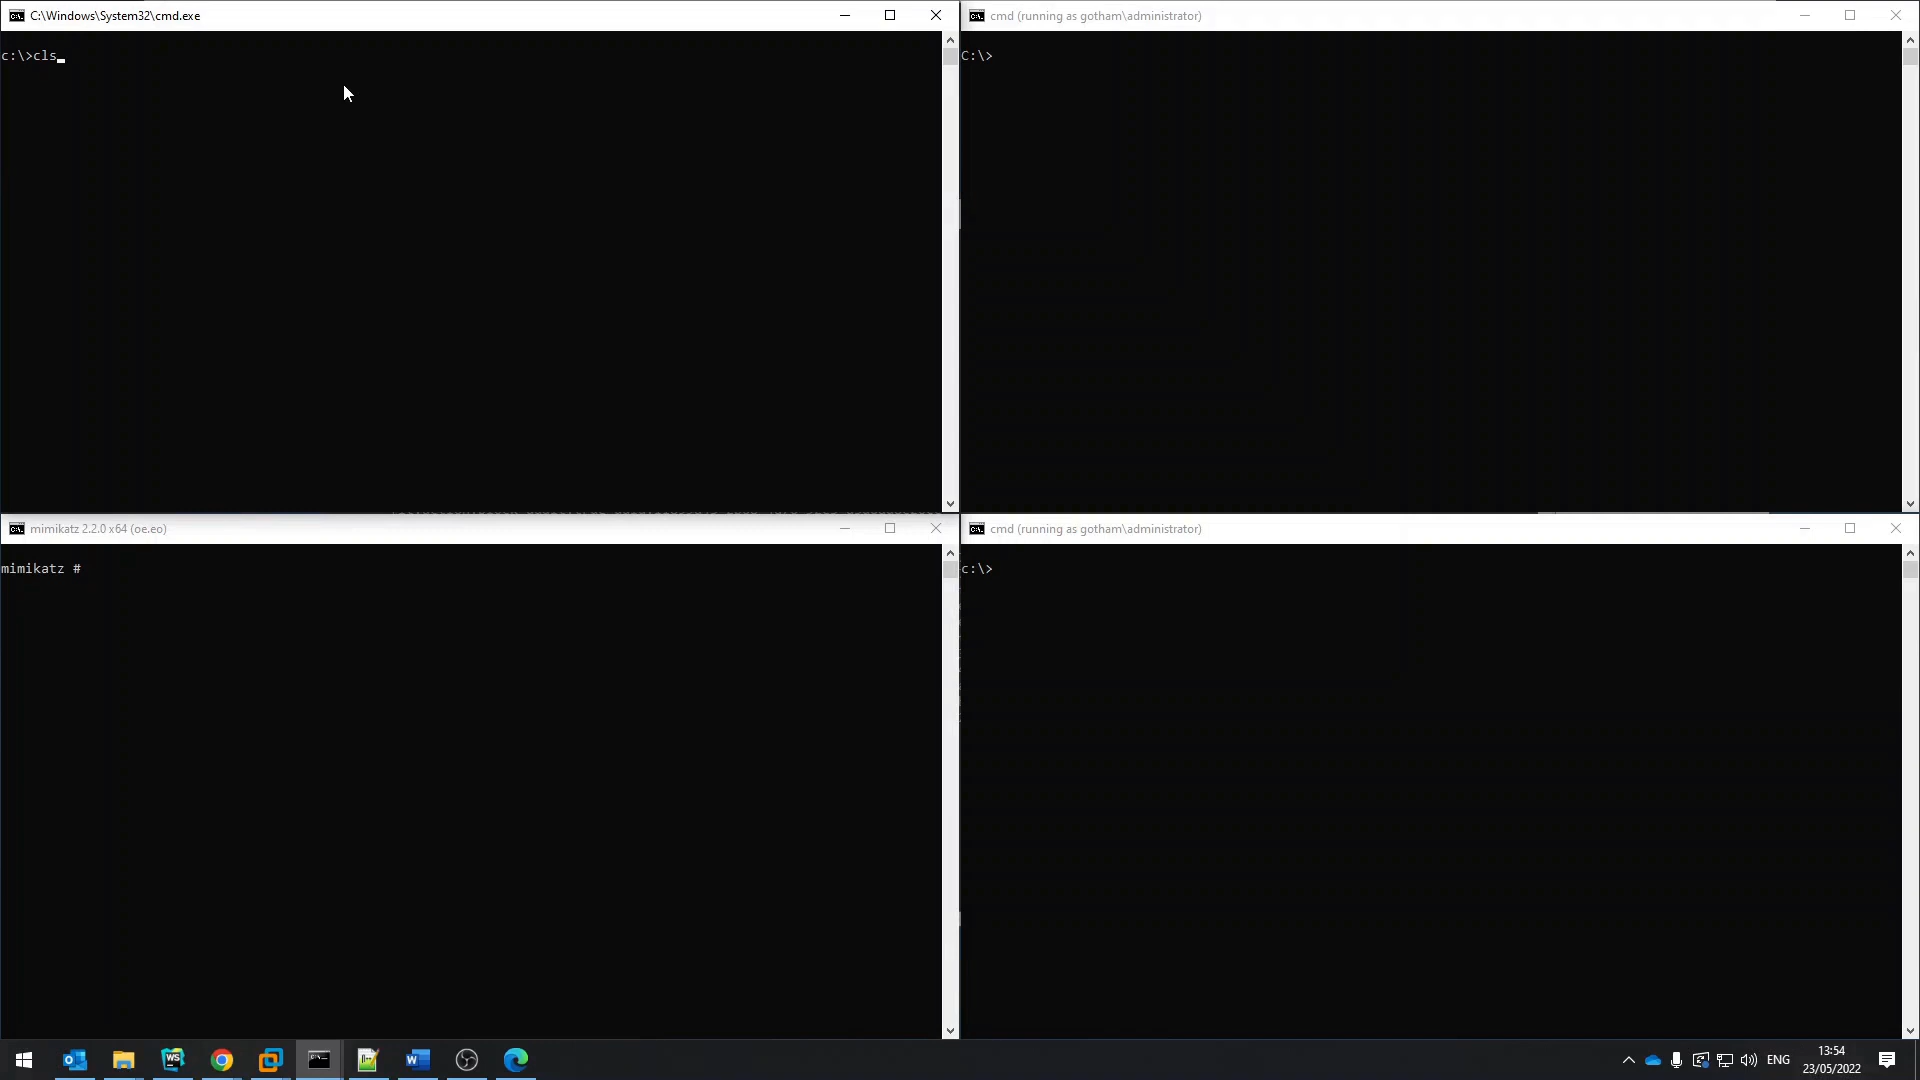 C:\Windows\System32\cmd.exe
c:\>cls
cmd (running as gotham\administrator)
C:\>
mimikatz 2.2.0 x64 (oe.eo)
mimikatz #
cmd (running as gotham\administrator)
c:\>
ENG
13:54
23/05/2022